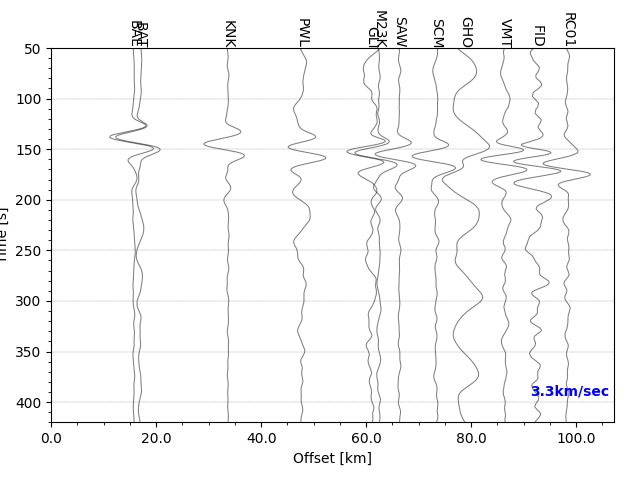 BAE
BAT
KNK
PWL
GLI
M23K
SAW
SCM
GHO
VMT
FID
RC01
50
100
150
200
250
300
350
400
Time [s]
3.3km/sec
0.0 20.0 40.0 60.0 80.0 100.0
Offset [km]